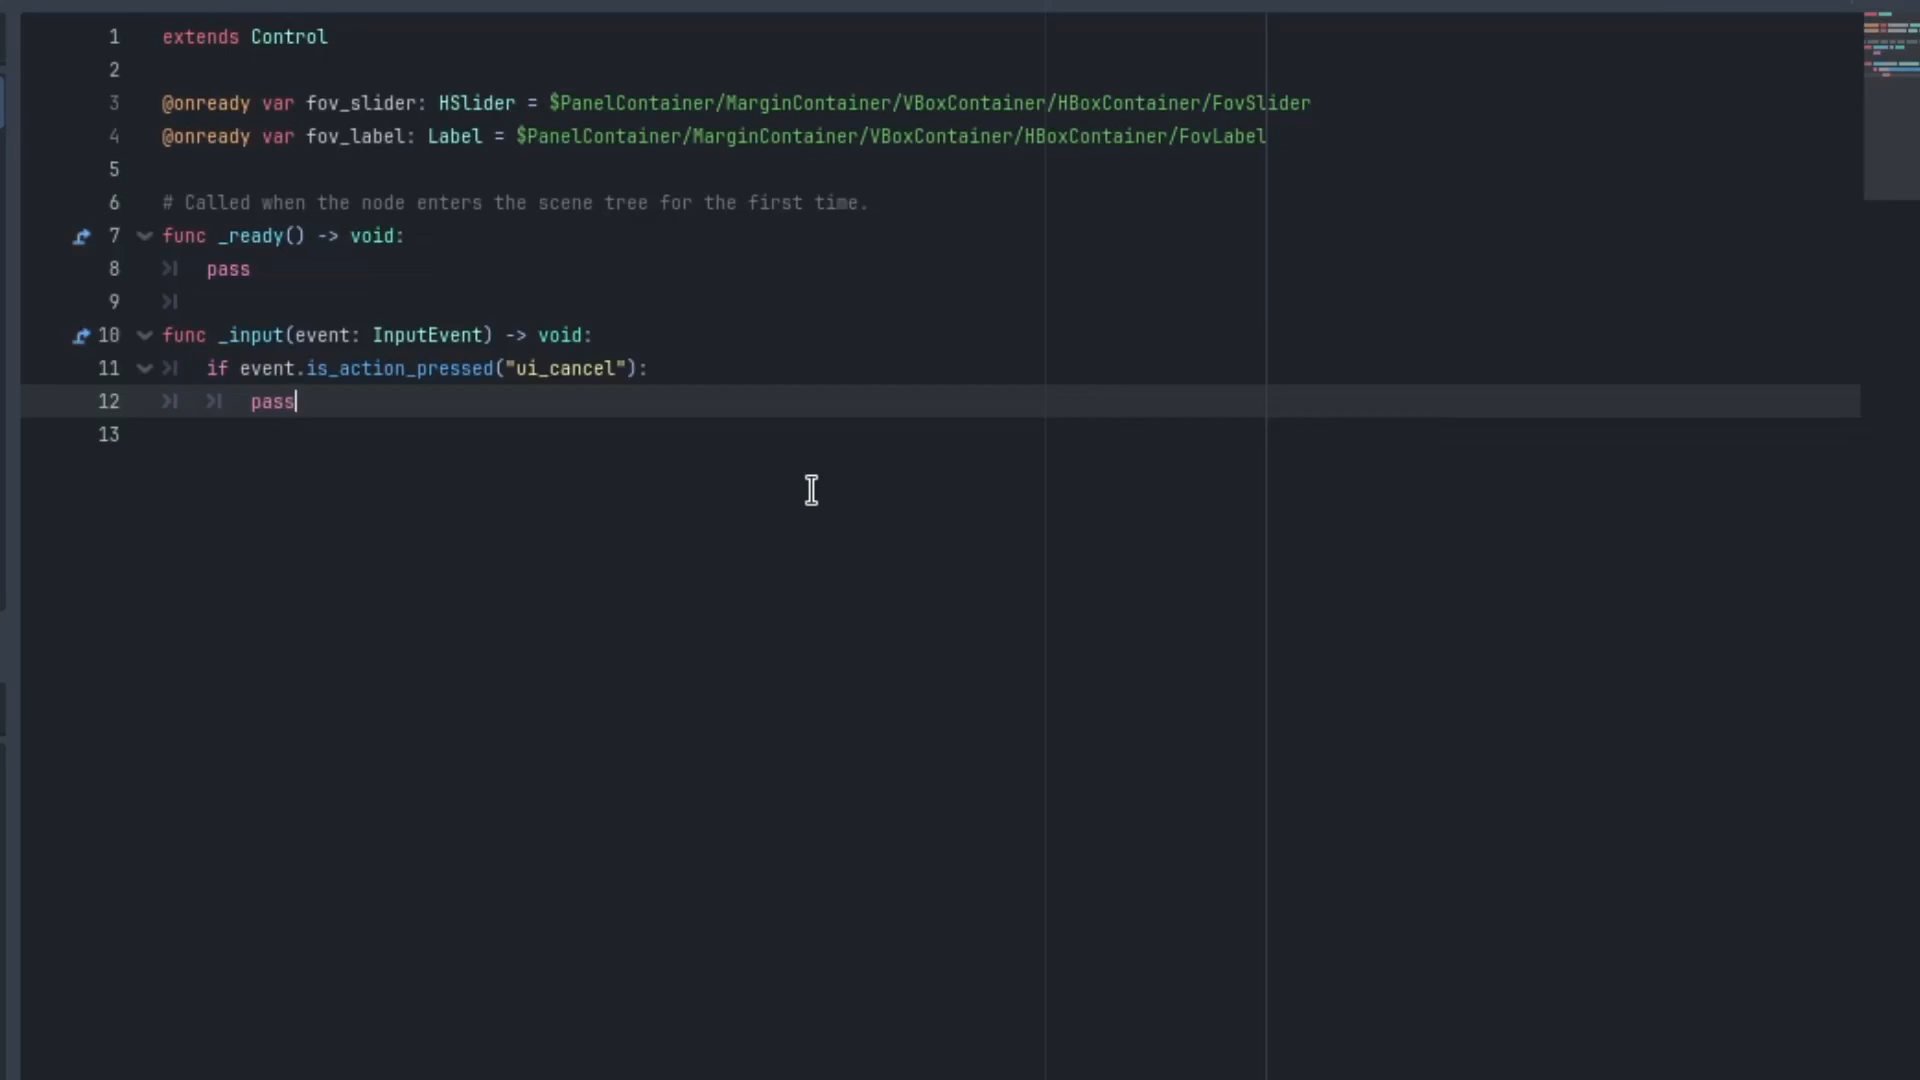 1 extends Control
2
3 @onready var fov_slider: HSlider = $PanelContainer/MarginContainer/VBoxContainer/HBoxContainer/FovSlider
4 @onready var fov_label: Label = $PanelContainer/MarginContainer/VBoxContainer/HBoxContainer/FovLabel
5
6 # Called when the node enters the scene tree for the first time.
7 func _ready() -> void:
8 pass
9
10 func _input(event: InputEvent) -> void:
11 if event.is_action_pressed("ui_cancel"):
12 pass
13